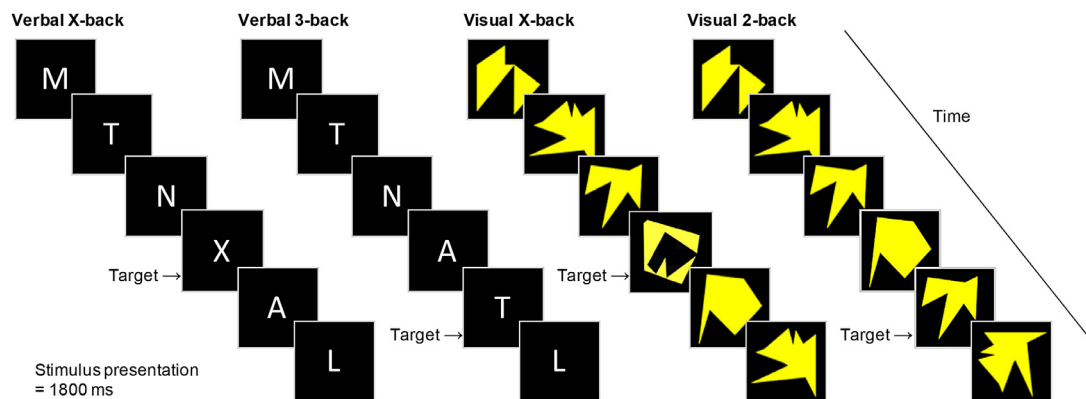 Verbal X-back
Verbal 3-back
Visual X-back
Visual 2-back
M
T
N
X
Target →
A
L
M
T
N
A
T
Target →
L
Target →
Target →
Time
Stimulus presentation
= 1800 ms